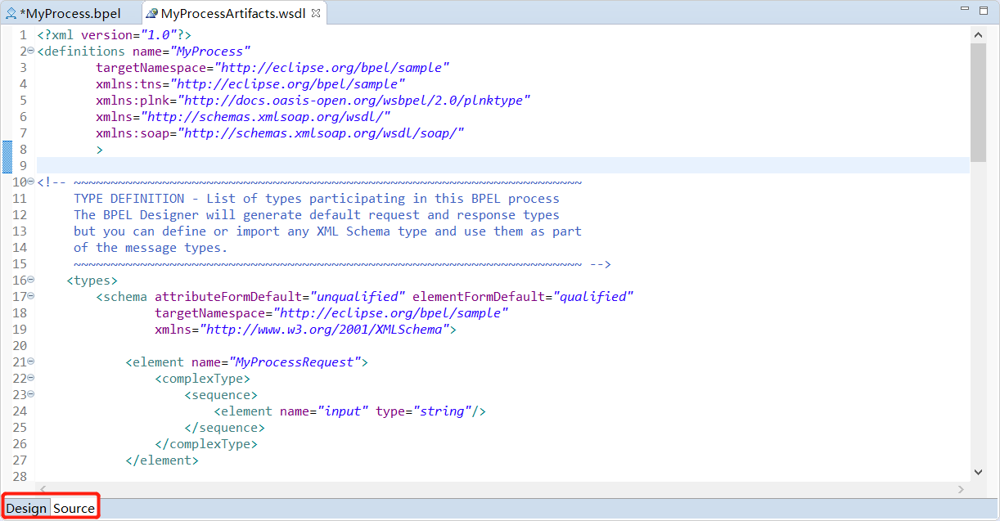 *MyProcess.bpel MyProcessArtifacts.wsdl
1 <?xml version="1.0"?>
2 <definitions name="MyProcess"
3 targetNamespace="http://eclipse.org/bpel/sample"
4 xmlns:tns="http://eclipse.org/bpel/sample"
5 xmlns:plnk="http://docs.oasis-open.org/wsbpel/2.0/plnktype"
6 xmlns="http://schemas.xmlsoap.org/wsdl/"
7 xmlns:soap="http://schemas.xmlsoap.org/wsdl/soap/"
8 >
9
10 <!-- ~~~~~~~~~~~~~~~~~~~~~~~~~~~~~~~~~~~~~~~~~~~~~~~~~~~~~~~~~~~~~~~~~~~~~
11 TYPE DEFINITION - List of types participating in this BPEL process
12 The BPEL Designer will generate default request and response types
13 but you can define or import any XML Schema type and use them as part
14 of the message types.
15 ~~~~~~~~~~~~~~~~~~~~~~~~~~~~~~~~~~~~~~~~~~~~~~~~~~~~~~~~~~~~~~~~~~~~~ -->
16 <types>
17 <schema attributeFormDefault="unqualified" elementFormDefault="qualified"
18 targetNamespace="http://eclipse.org/bpel/sample"
19 xmlns="http://www.w3.org/2001/XMLSchema">
20
21 <element name="MyProcessRequest">
22 <complexType>
23 <sequence>
24 <element name="input" type="string"/>
25 </sequence>
26 </complexType>
27 </element>
28
Design Source